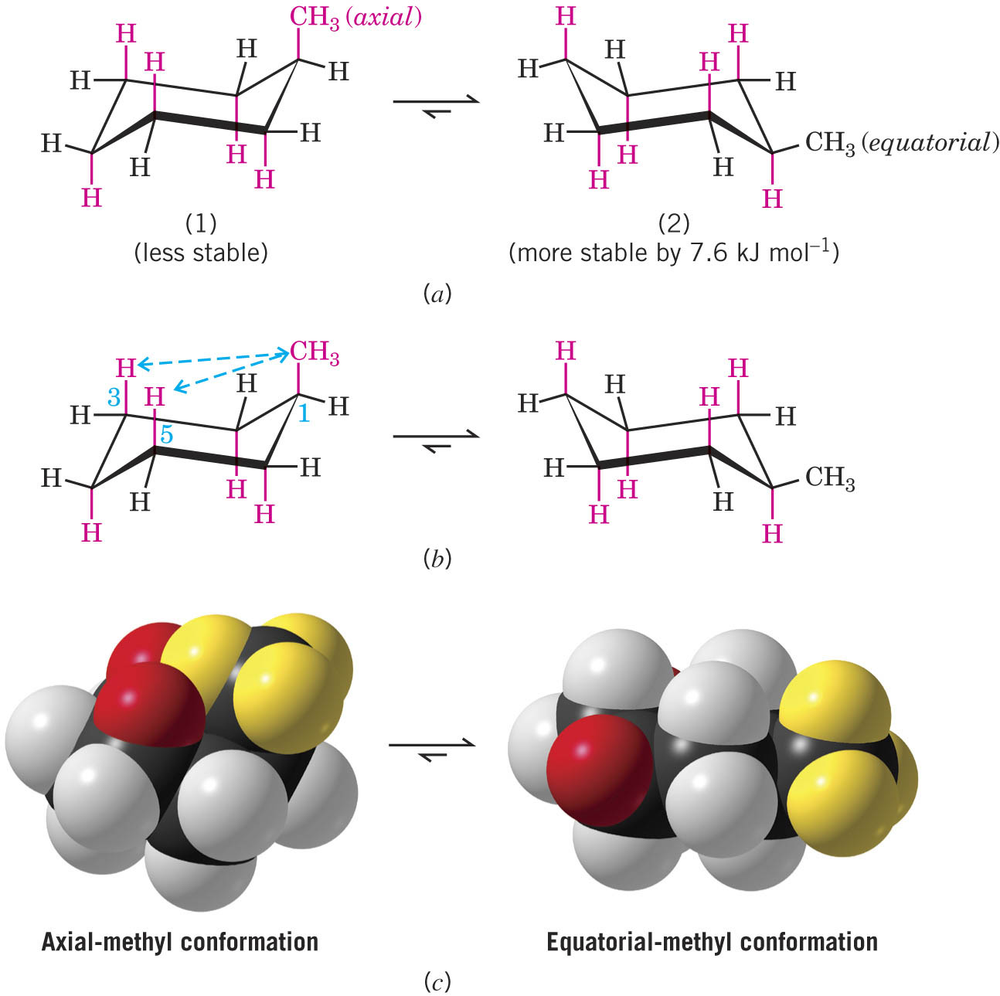 CH₃ (axial)
H
H
H
H
H
H
H
H
H
H
H
(1)
(less stable)
H
H
H
H
H
H
H
H
H
H
H
CH₃ (equatorial)
(2)
(more stable by 7.6 kJ mol⁻¹)
(a)
CH₃
H
H
H
H
H
H
H
H
H
H
H
3
5
1
H
H
H
H
H
H
H
H
H
H
H
CH₃
(b)
Axial-methyl conformation
Equatorial-methyl conformation
(c)